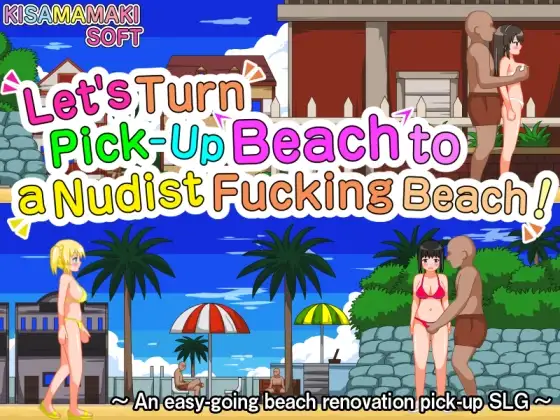 KISAMAMAKI
SOFT
Let's Turn
Pick-Up Beach to
a Nudist Fucking Beach!
~ An easy-going beach renovation pick-up SLG ~